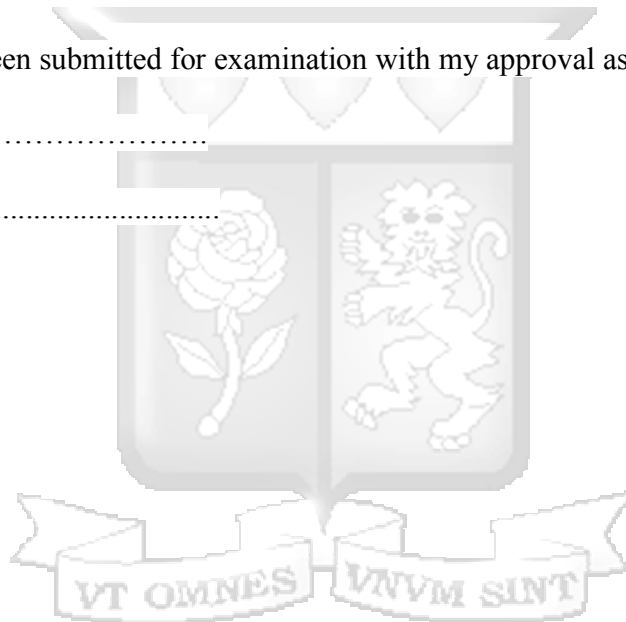 een submitted for examination with my approval as
…………………
..............................
VT OMNES VNVM SINT